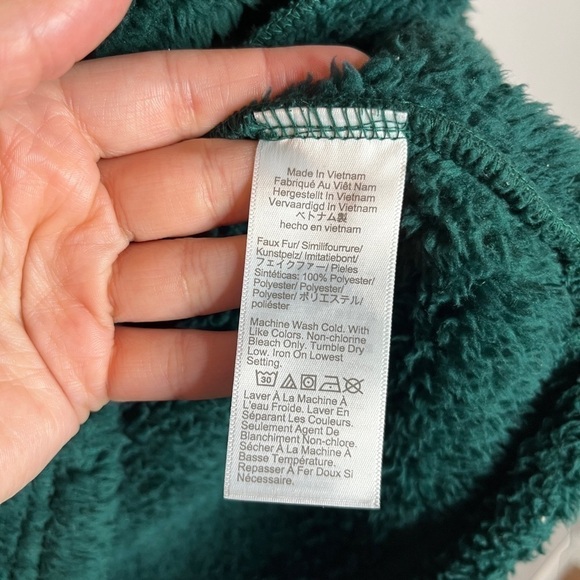 Made In Vietnam
Fabriqué Au Viêt Nam
Hergestellt In Vietnam
Vervaardigd In Vietnam
ベトナム製
hecho en vietnam
Faux Fur/ Similifourrure/
Kunstpelz/ Imitatiebont/
フェイクファー/ Pieles
Sintéticas: 100% Polyester/
Polyester/ Polyester/
Polyester/ ポリエステル/
poliéster
Machine Wash Cold. With
Like Colors. Non-chlorine
Bleach Only. Tumble Dry
Low. Iron On Lowest
Setting.
30
Laver À La Machine À
L'eau Froide. Laver En
Séparant Les Couleurs.
Seulement Agent De
Blanchiment Non-chlore.
Sécher À La Machine À
Basse Température.
Repasser À Fer Doux Si
Nécessaire.